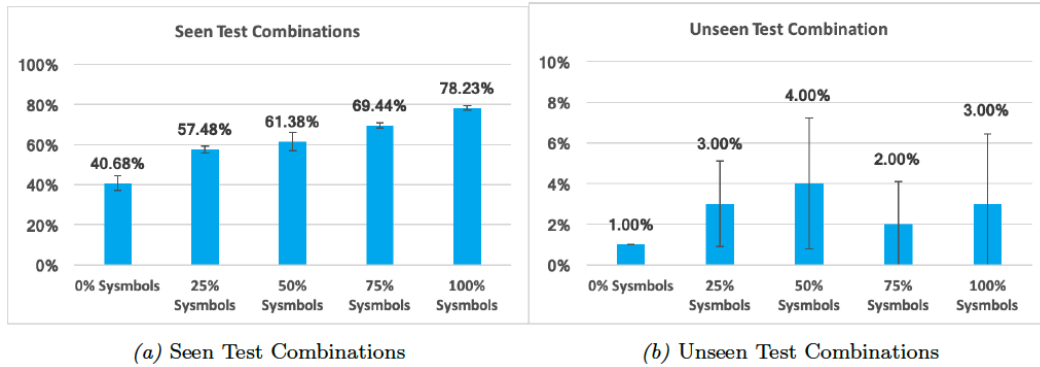 Seen Test Combinations
100%
80%
60%
40%
20%
0%
40.68%
57.48%
61.38%
69.44%
78.23%
0% Sysmbols
25%
Sysmbols
50%
Sysmbols
75%
Sysmbols
100%
Sysmbols
(a) Seen Test Combinations
Unseen Test Combination
10%
8%
6%
4%
2%
0%
1.00%
3.00%
4.00%
2.00%
3.00%
0% Sysmbols
25%
Sysmbols
50%
Sysmbols
75%
Sysmbols
100%
Sysmbols
(b) Unseen Test Combinations